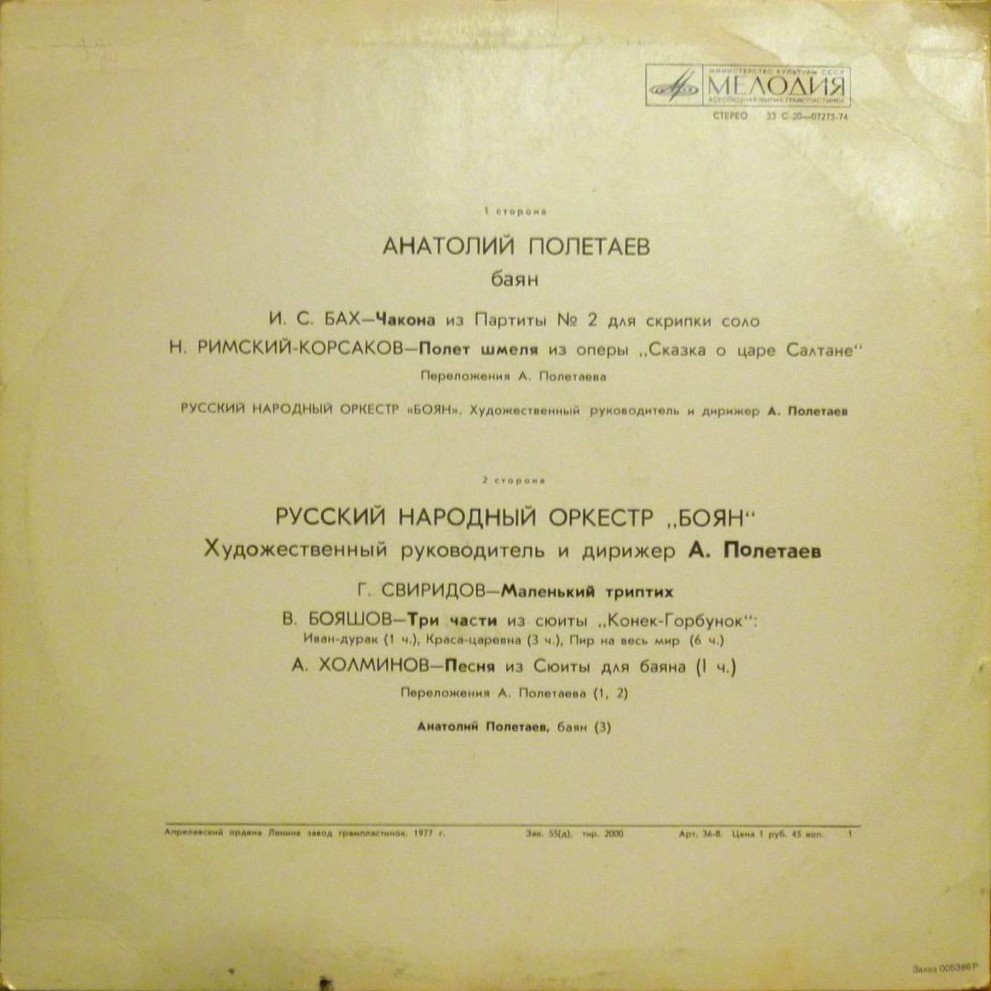 МИНИСТЕРСТВО КУЛЬТУРЫ СССР
МЕЛОДИЯ
ВСЕСОЮЗНАЯ ФИРМА ГРАМПЛАСТИНОК
СТЕРЕО 33 С 20—07273-74
1 сторона
АНАТОЛИЙ ПОЛЕТАЕВ
баян
И. С. БАХ—Чакона из Партиты № 2 для скрипки соло
Н. РИМСКИЙ-КОРСАКОВ—Полет шмеля из оперы „Сказка о царе Салтане“
Переложения А. Полетаева
РУССКИЙ НАРОДНЫЙ ОРКЕСТР «БОЯН». Художественный руководитель и дирижер А. Полетаев
2 сторона
РУССКИЙ НАРОДНЫЙ ОРКЕСТР „БОЯН“
Художественный руководитель и дирижер А. Полетаев
Г. СВИРИДОВ—Маленький триптих
В. БОЯШОВ—Три части из сюиты „Конек-Горбунок“:
Иван-дурак (1 ч.), Краса-царевна (3 ч.), Пир на весь мир (6 ч.)
А. ХОЛМИНОВ—Песня из Сюиты для баяна (I ч.)
Переложения А. Полетаева (1, 2)
Анатолий Полетаев, баян (3)
Апрелевский ордена Ленина завод грампластинок. 1977 г. Зак. 55(д). тир. 2000 Арт. 36-8. Цена 1 руб. 45 коп. 1
Заказ 005386 Р